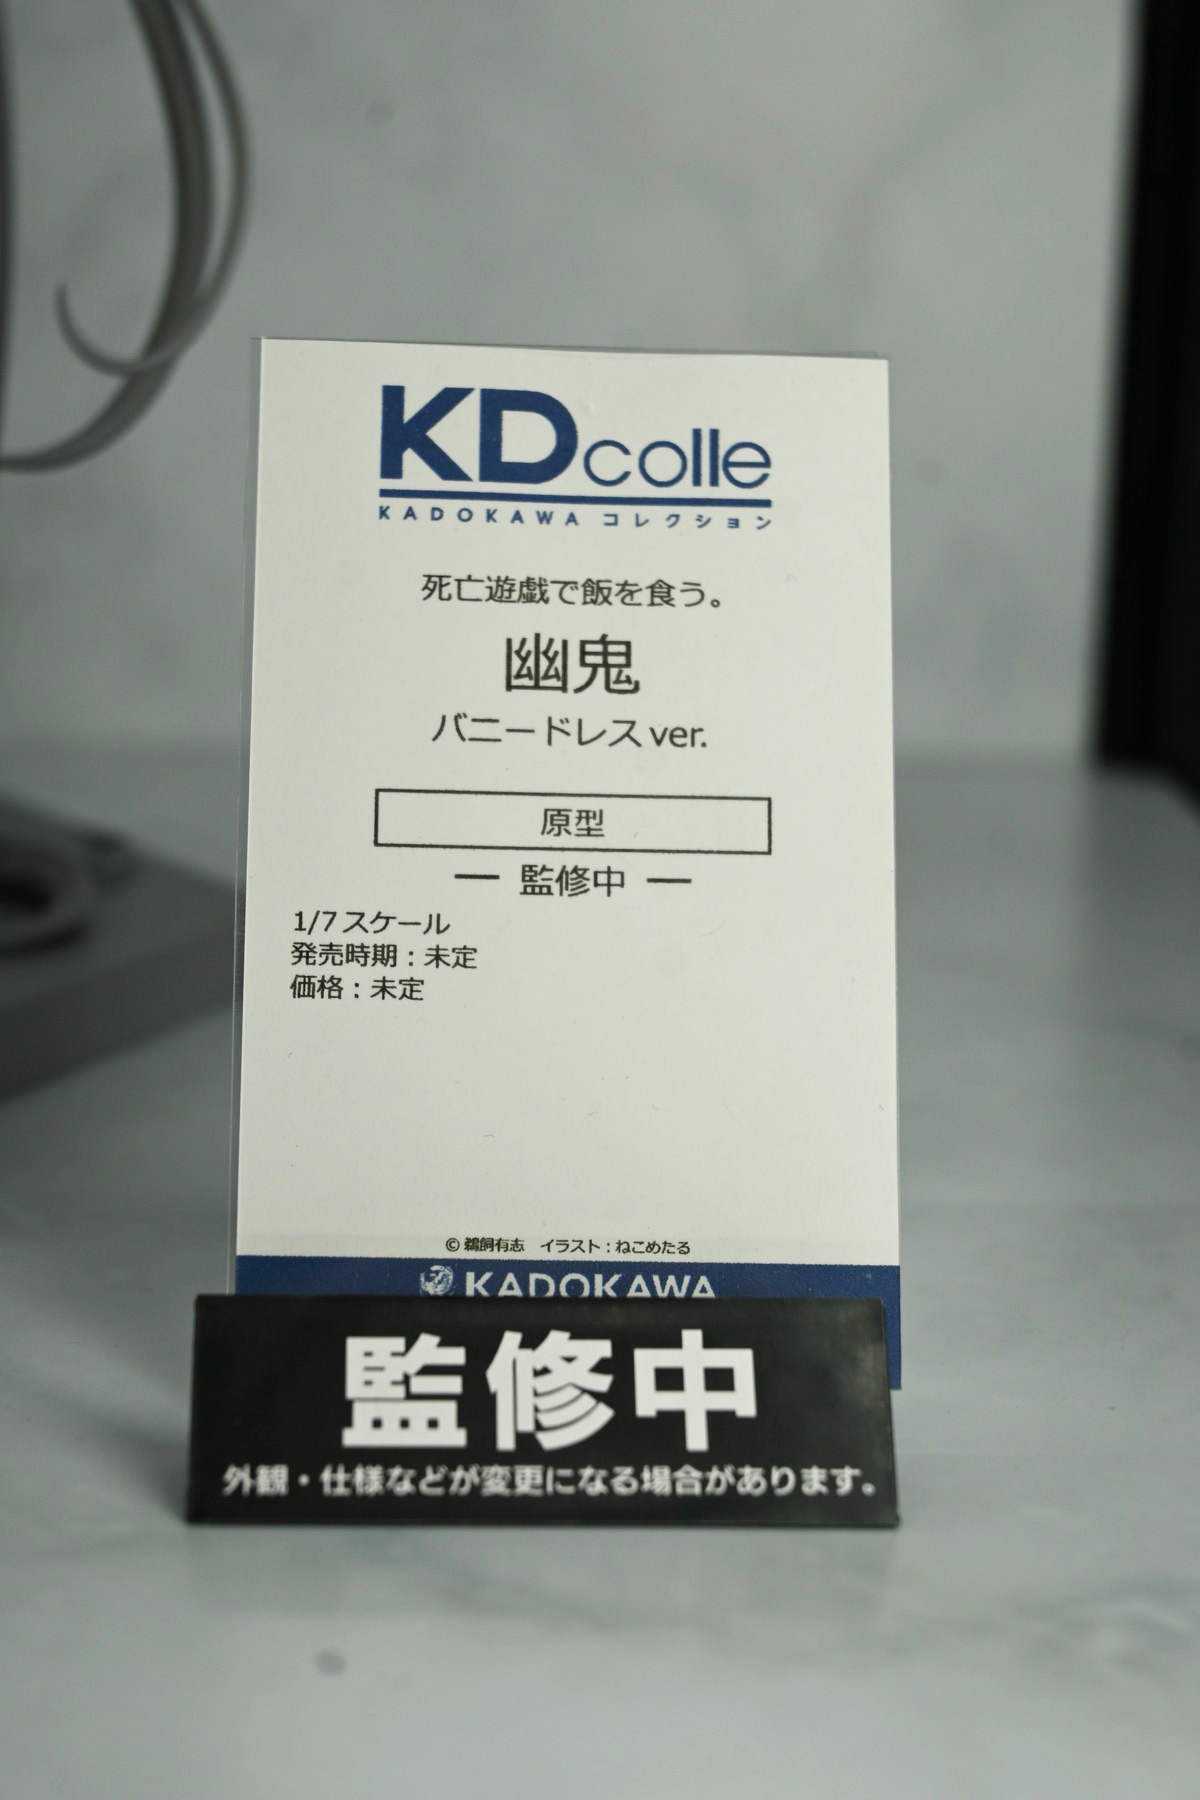 KDcolle
KADOKAWA コレクション
死亡遊戯で飯を食う。
幽鬼
バニードレスver.
原型
― 監修中 ―
1/7スケール
発売時期：未定
価格：未定
© 鵜飼有志　イラスト：ねこめたる
KADOKAWA
監修中
外観・仕様などが変更になる場合があります。